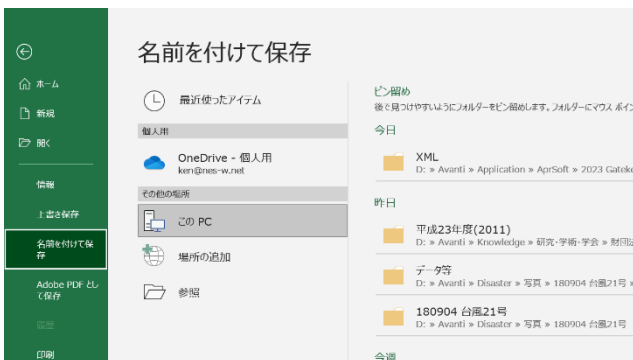 名前を付けて保存
ホーム
新規
開く
情報
上書き保存
名前を付けて保
存
Adobe PDF とし
て保存
履歴
印刷
最近使ったアイテム
個人用
OneDrive - 個人用
ken@nes-w.net
その他の場所
この PC
場所の追加
参照
ピン留め
後で見つけやすいようにフォルダーをピン留めします。フォルダーにマウス ポイン
今日
XML
D: » Avanti » Application » AprSoft » 2023 Gateke
昨日
平成23年度(2011)
D: » Avanti » Knowledge » 研究・学術・学会 » 財団法
データ等
D: » Avanti » Disaster » 写真 » 180904 台風21号 »
180904 台風21号
D: » Avanti » Disaster » 写真 » 180904 台風21号
今週